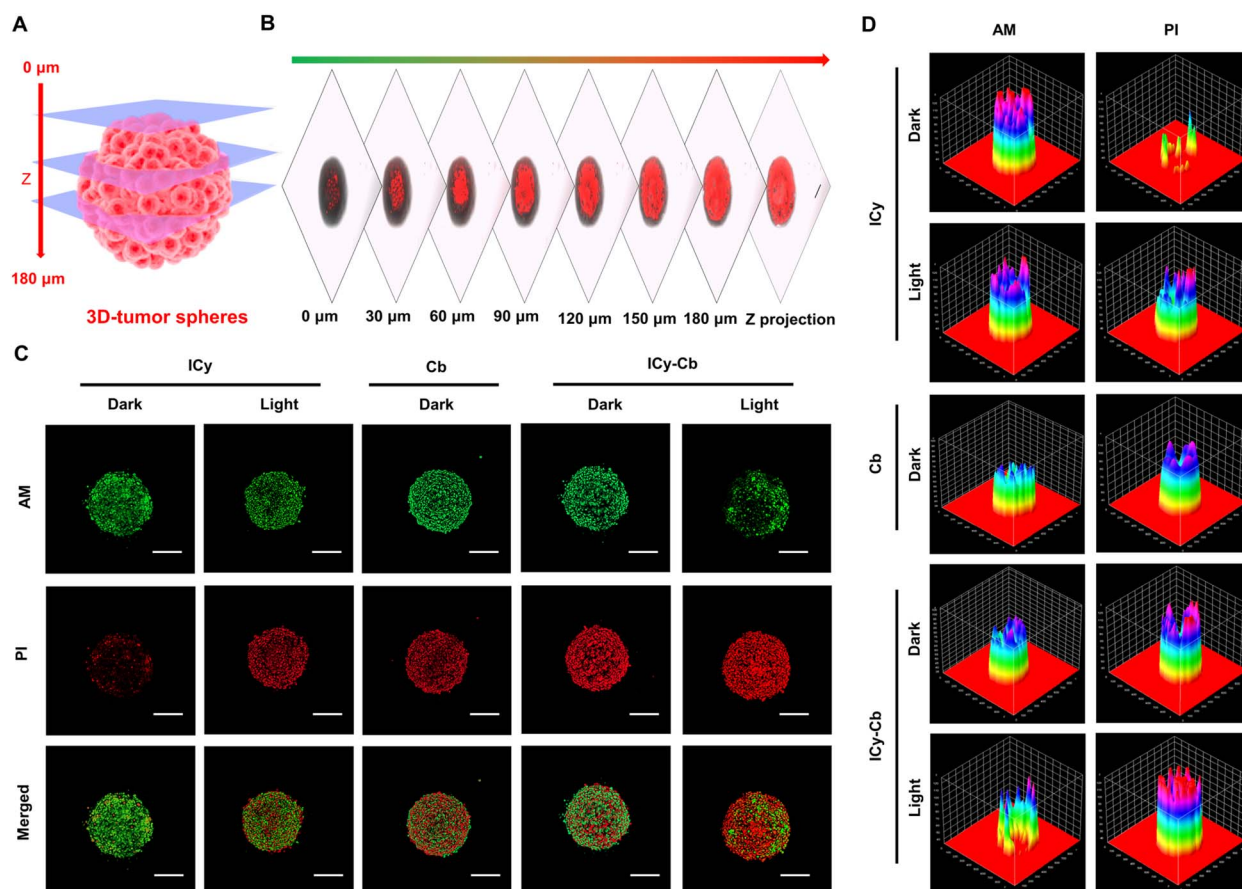 A
0 µm
Z
180 µm
3D-tumor spheres
B
0 µm 30 µm 60 µm 90 µm 120 µm 150 µm 180 µm Z projection
C
ICy Cb ICy-Cb
Dark Light Dark Dark Light
AM
PI
Merged
D
AM PI
ICy
Dark
Light
Cb
Dark
ICy-Cb
Dark
Light